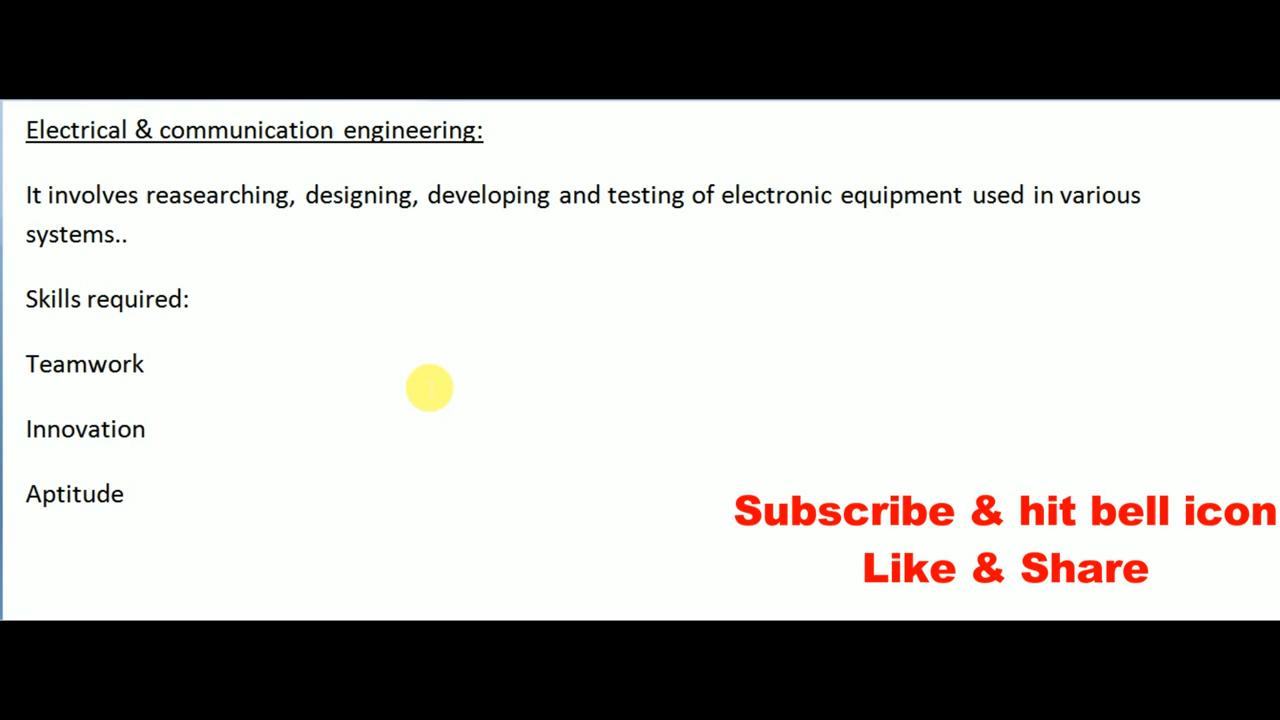 Electrical & communication engineering:
It involves reasearching, designing, developing and testing of electronic equipment used in various
systems..
Skills required:
Teamwork
Innovation
Aptitude
Subscribe & hit bell icon
Like & Share